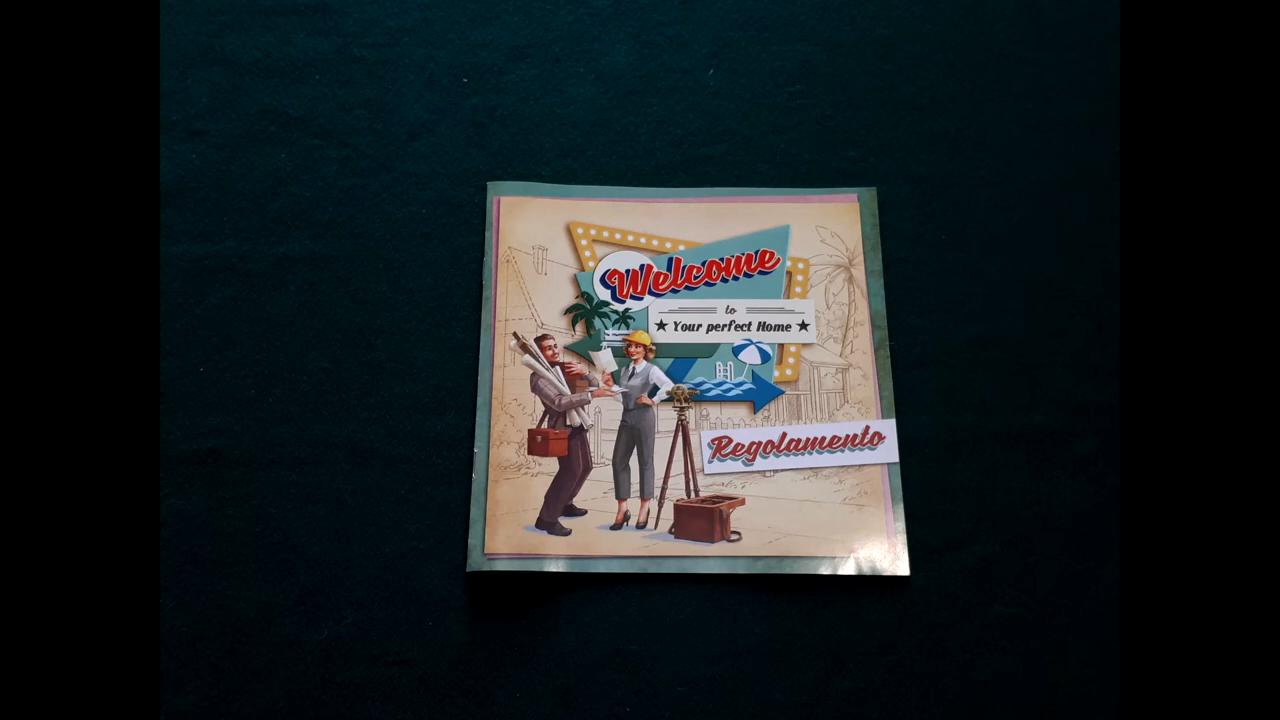 Welcome
to
★ Your perfect Home ★
Regolamento